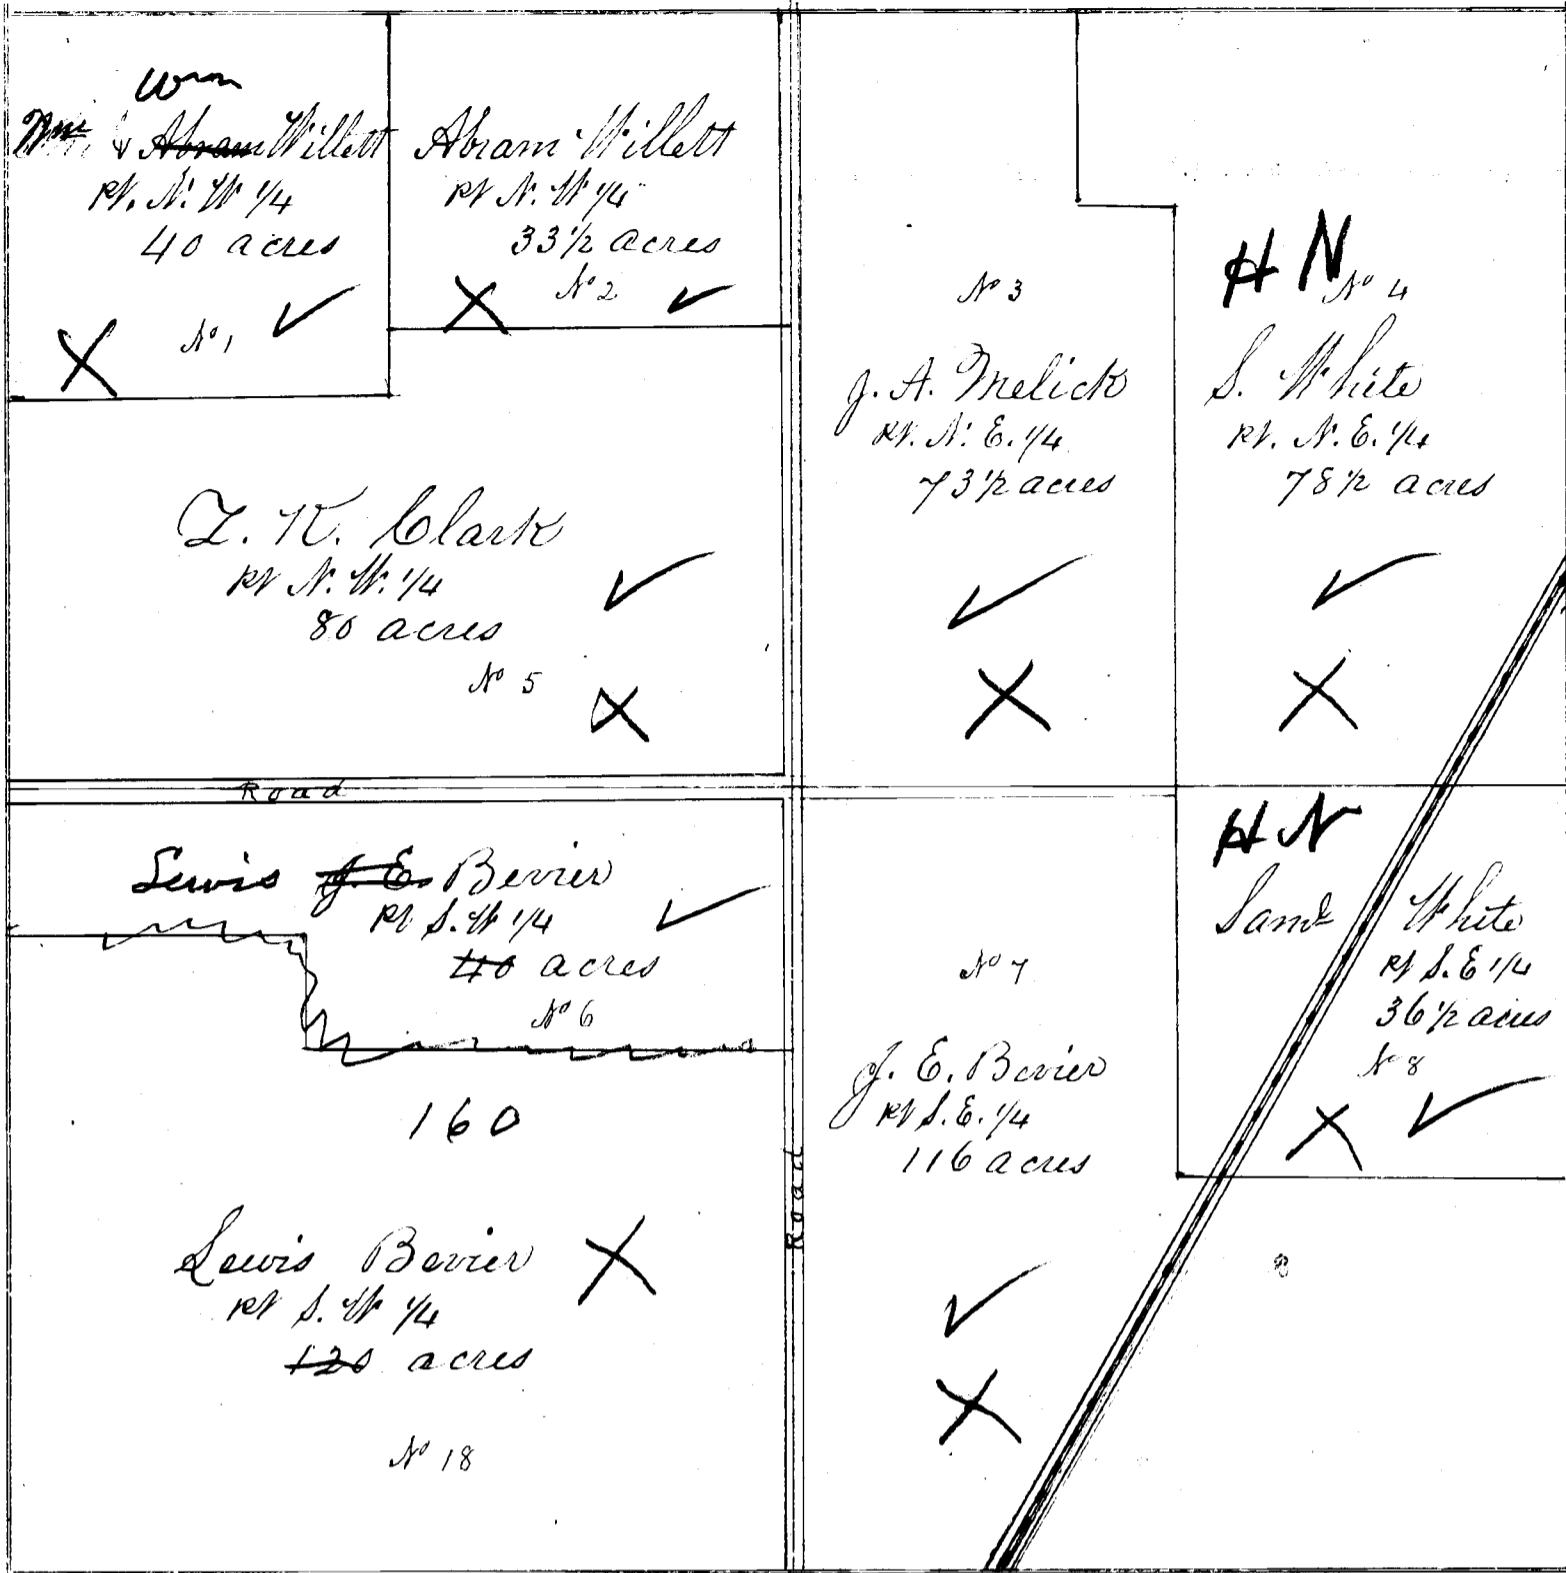 Wm
Wm & Abram Willett
Pt. N. W 1/4
40 acres
No 1
Abram Willett
Pt N. W 1/4
33 1/2 acres
No 2
No 3
J. A. Melick
Pt. N. E. 1/4
73 1/2 acres
H N
No 4
S. White
Pt. N. E. 1/4
78 1/2 acres
Z. K. Clark
Pt N. W. 1/4
80 acres
No 5
Road
Lewis J. E. Bevier
Pt S. W 1/4
40 acres
No 6
160
Lewis Bevier
Pt S. W 1/4
120 acres
No 18
Road
No 7
J. E. Bevier
Pt S. E. 1/4
116 acres
H N
Saml White
Pt S. E 1/4
36 1/2 acres
No 8
8